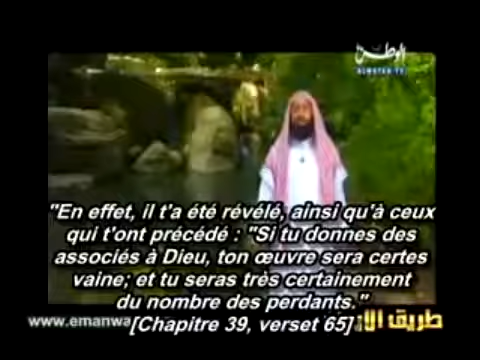 الوطن
ALWATAN TV
"En effet, il t'a été révélé, ainsi qu'à ceux
qui t'ont précédé : "Si tu donnes des
associés à Dieu, ton œuvre sera certes
vaine; et tu seras très certainement
du nombre des perdants."
www.emanwa
[Chapitre 39, verset 65]
طريق